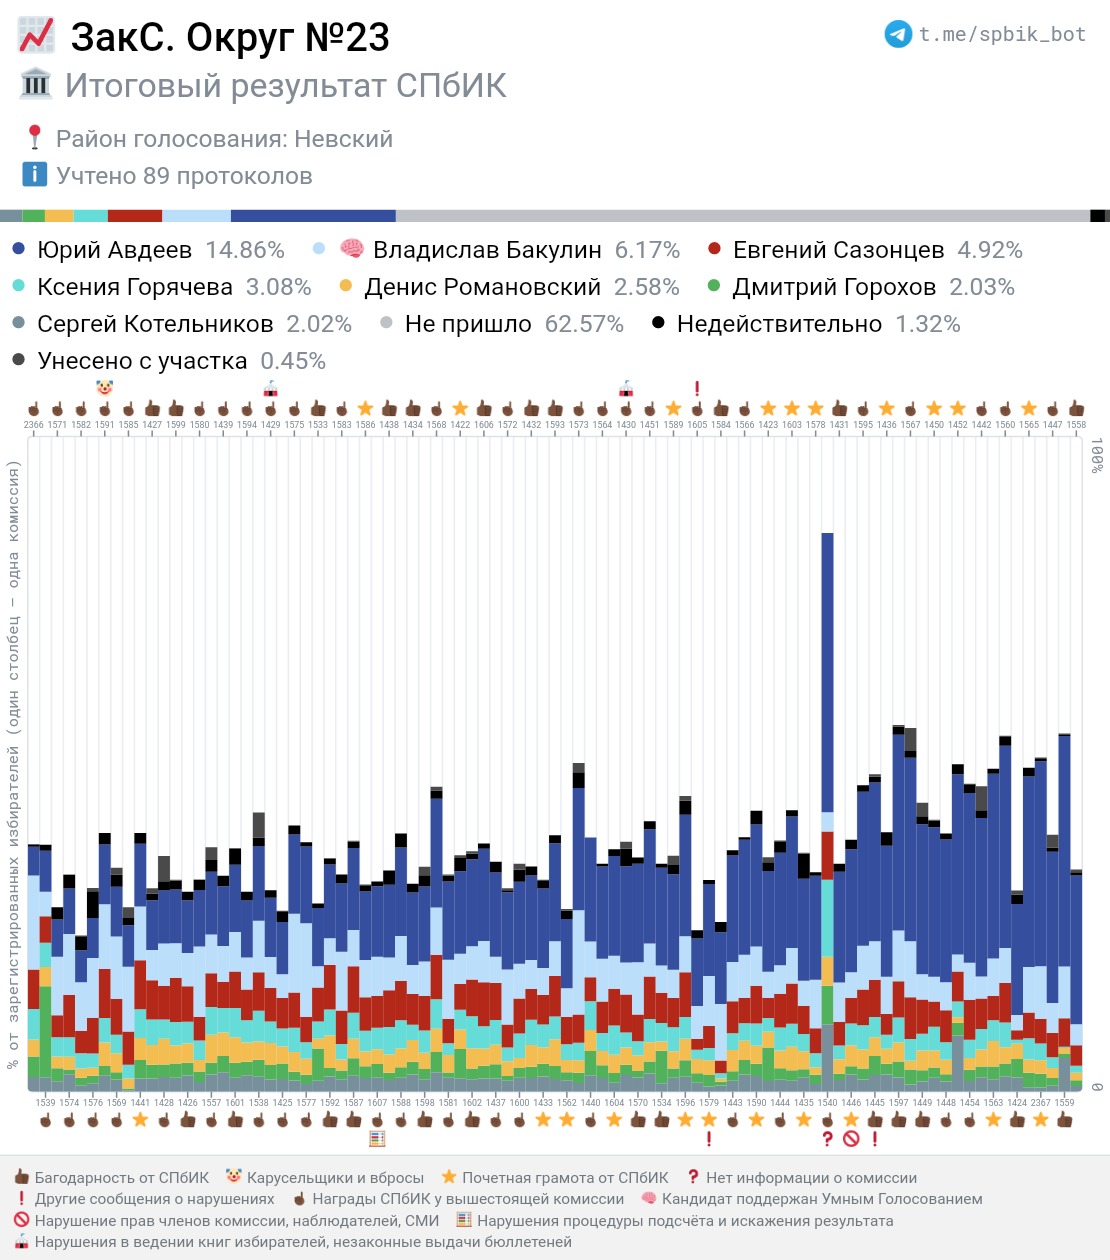 ЗакС. Округ №23
t.me/spbik_bot
Итоговый результат СПбИК
Район голосования: Невский
Учтено 89 протоколов
Юрий Авдеев 14.86% Владислав Бакулин 6.17% Евгений Сазонцев 4.92%
Ксения Горячева 3.08% Денис Романовский 2.58% Дмитрий Горохов 2.03%
Сергей Котельников 2.02% Не пришло 62.57% Недействительно 1.32%
Унесено с участка 0.45%
2366 1571 1582 1591 1585 1427 1599 1580 1439 1594 1429 1575 1533 1583 1586 1438 1434 1568 1422 1606 1572 1432 1593 1573 1564 1430 1451 1589 1605 1584 1566 1423 1603 1578 1431 1595 1436 1567 1450 1452 1442 1560 1565 1447 1558
100%
% от зарегистрированных избирателей (один столбец – одна комиссия)
0
1539 1574 1576 1569 1441 1428 1426 1557 1601 1538 1425 1577 1592 1587 1607 1588 1598 1581 1602 1437 1600 1433 1562 1440 1604 1570 1534 1596 1579 1443 1590 1444 1435 1540 1446 1445 1597 1449 1448 1454 1563 1424 2367 1559
Багодарность от СПбИК Карусельщики и вбросы Почетная грамота от СПбИК Нет информации о комиссии
Другие сообщения о нарушениях Награды СПбИК у вышестоящей комиссии Кандидат поддержан Умным Голосованием
Нарушение прав членов комиссии, наблюдателей, СМИ Нарушения процедуры подсчёта и искажения результата
Нарушения в ведении книг избирателей, незаконные выдачи бюллетеней